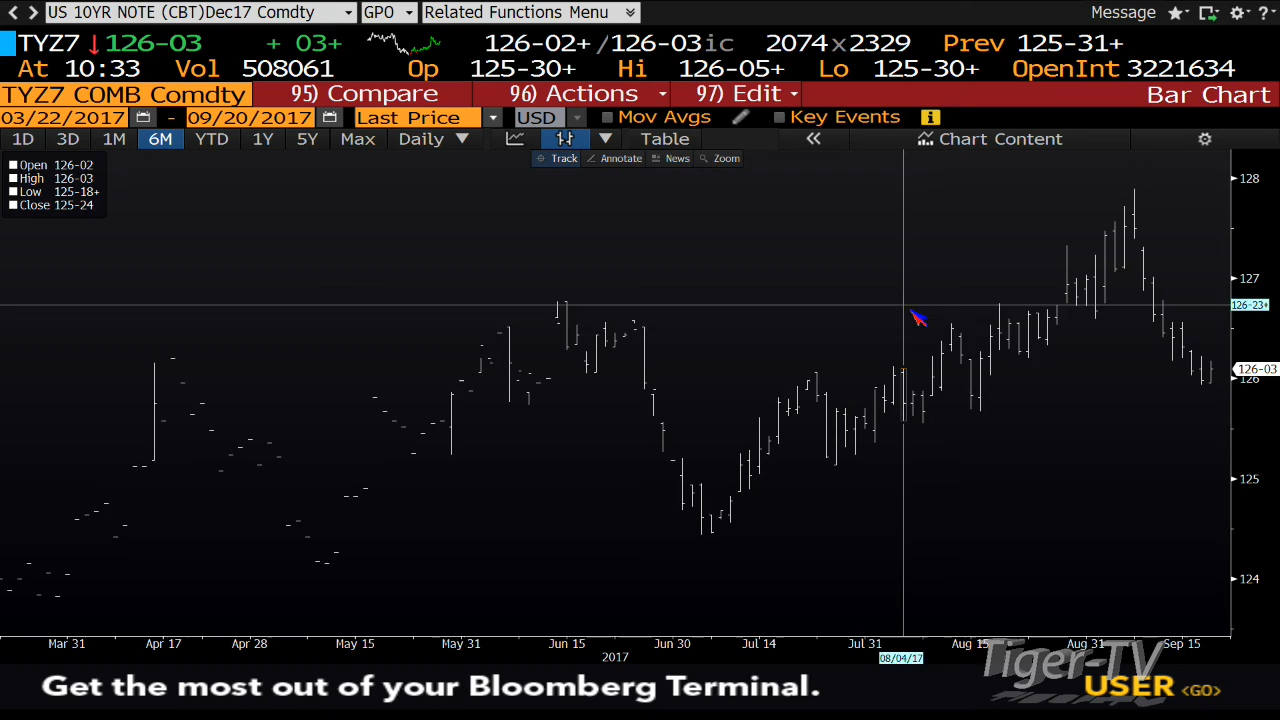 US 10YR NOTE (CBT)Dec17 Comdty GPO Related Functions Menu Message ?
TYZ7 126-03 + 03+ 126-02+/126-03ic 2074x2329 Prev 125-31+
At 10:33 Vol 508061 Op 125-30+ Hi 126-05+ Lo 125-30+ OpenInt 3221634
TYZ7 COMB Comdty 95) Compare 96) Actions 97) Edit Bar Chart
03/22/2017 - 09/20/2017 Last Price USD Mov Avgs Key Events
1D 3D 1M 6M YTD 1Y 5Y Max Daily Table « Chart Content
Track Annotate News Zoom
Open 126-02
High 126-03
Low 125-18+
Close 125-24
128
127
126-23+
126-03
126
125
124
Mar 31 Apr 17 Apr 28 May 15 May 31 Jun 15 Jun 30 Jul 14 Jul 31 Aug 15 Aug 31 Sep 15
2017 08/04/17
Tiger-TV
Get the most out of your Bloomberg Terminal. USER <GO>